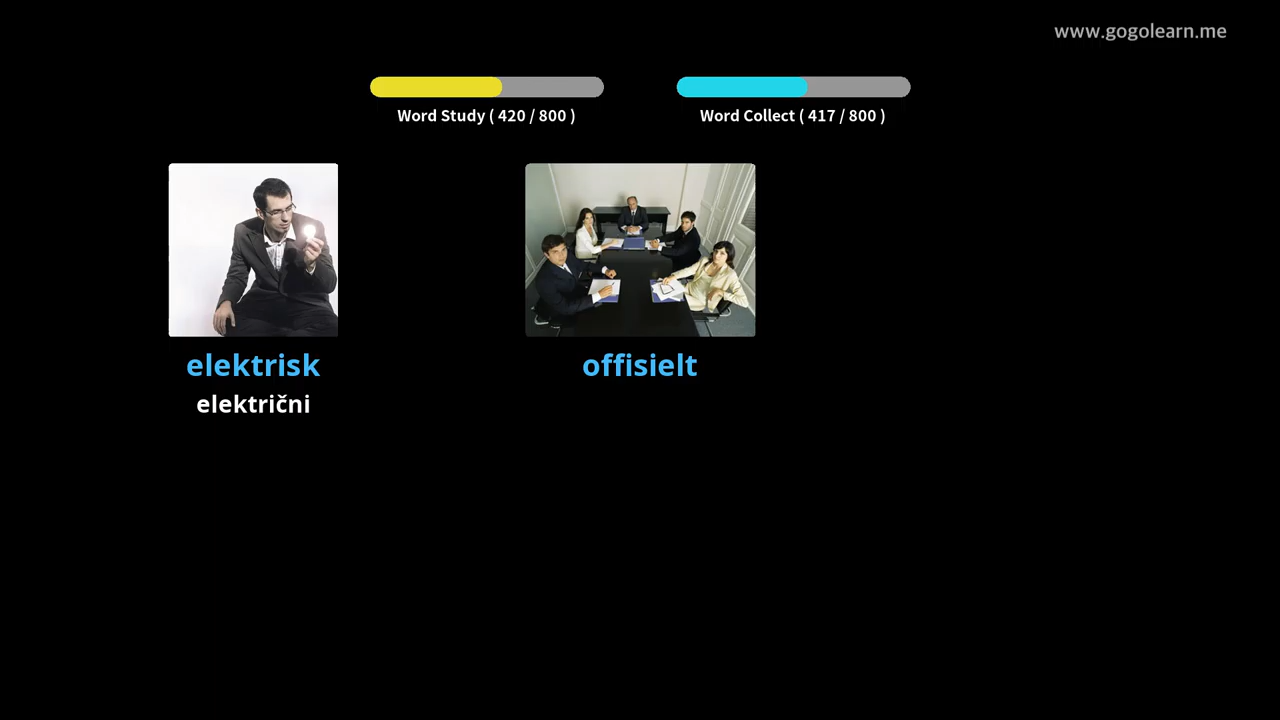 www.gogolearn.me
Word Study ( 420 / 800 )
Word Collect ( 417 / 800 )
elektrisk
offisielt
električni